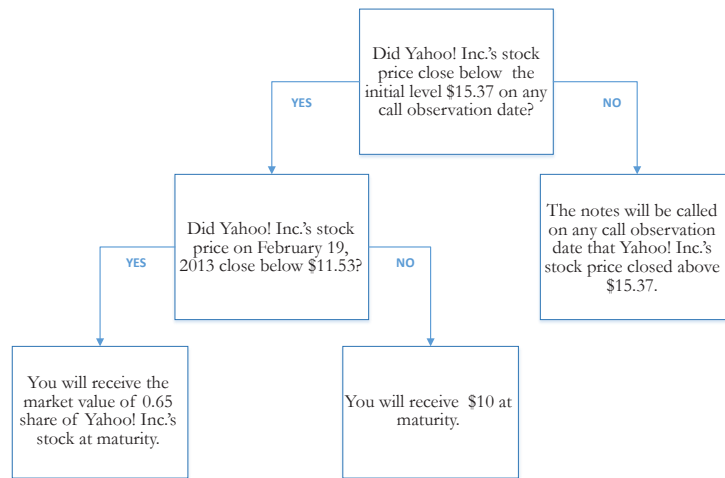 Did Yahoo! Inc.'s stock
price close below the
initial level $15.37 on any
call observation date?
YES
NO
Did Yahoo! Inc.'s stock
price on February 19,
2013 close below $11.53?
The notes will be called
on any call observation
date that Yahoo! Inc.'s
stock price closed above
$15.37.
YES
NO
You will receive the
market value of 0.65
share of Yahoo! Inc.'s
stock at maturity.
You will receive $10 at
maturity.